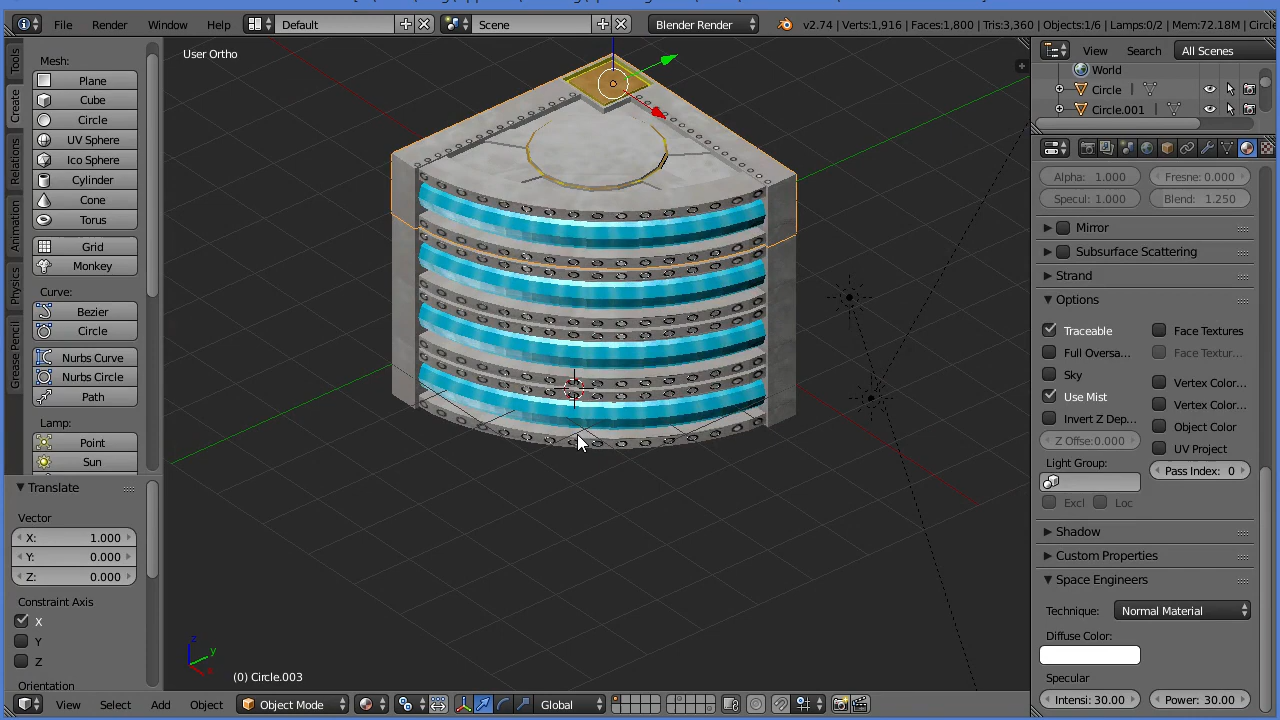 File Render Window Help Default Scene Blender Render v2.74 | Verts:1,916 | Faces:1,800 | Tris:3,360 | Objects:1/6 | Lamps:0/2 | Mem:72.18M | Circle
Tools
Create
Relations
Animation
Physics
Grease Pencil
Mesh:
Plane
Cube
Circle
UV Sphere
Ico Sphere
Cylinder
Cone
Torus
Grid
Monkey
Curve:
Bezier
Circle
Nurbs Curve
Nurbs Circle
Path
Lamp:
Point
Sun
Translate
Vector
X: 1.000
Y: 0.000
Z: 0.000
Constraint Axis
X
Y
Z
Orientation
User Ortho
z
y
(0) Circle.003
View Select Add Object Object Mode Global
View Search All Scenes
World
Circle
Circle.001
Alpha: 1.000 Fresne: 0.000
Specul: 1.000 Blend: 1.250
Mirror
Subsurface Scattering
Strand
Options
Traceable Face Textures
Full Oversa... Face Textur...
Sky Vertex Color...
Use Mist Vertex Color...
Invert Z Dep... Object Color
Z Offse:0.000 UV Project
Light Group: Pass Index: 0
Excl Loc
Shadow
Custom Properties
Space Engineers
Technique: Normal Material
Diffuse Color:
Specular
Intensi: 30.00 Power: 30.00